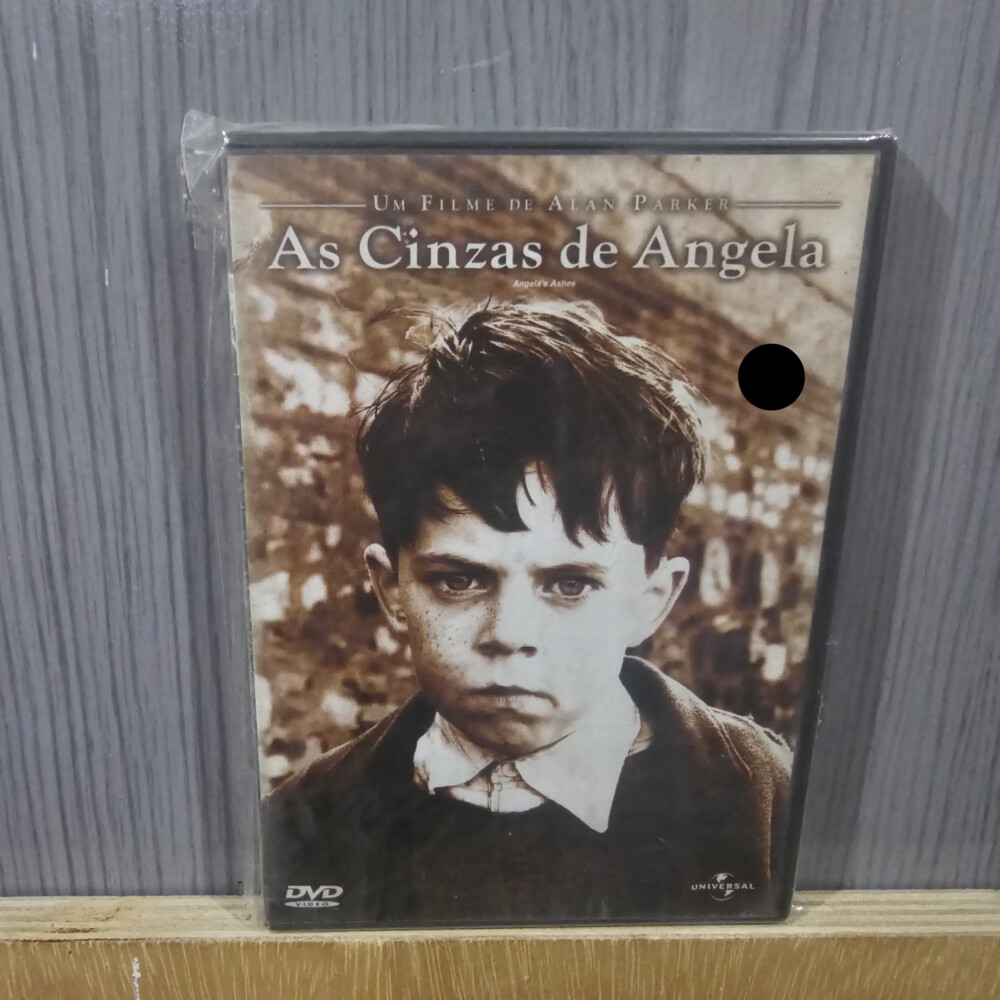 Um Filme de Alan Parker
As Cinzas de Angela
Angela's Ashes
DVD
VIDEO
UNIVERSAL